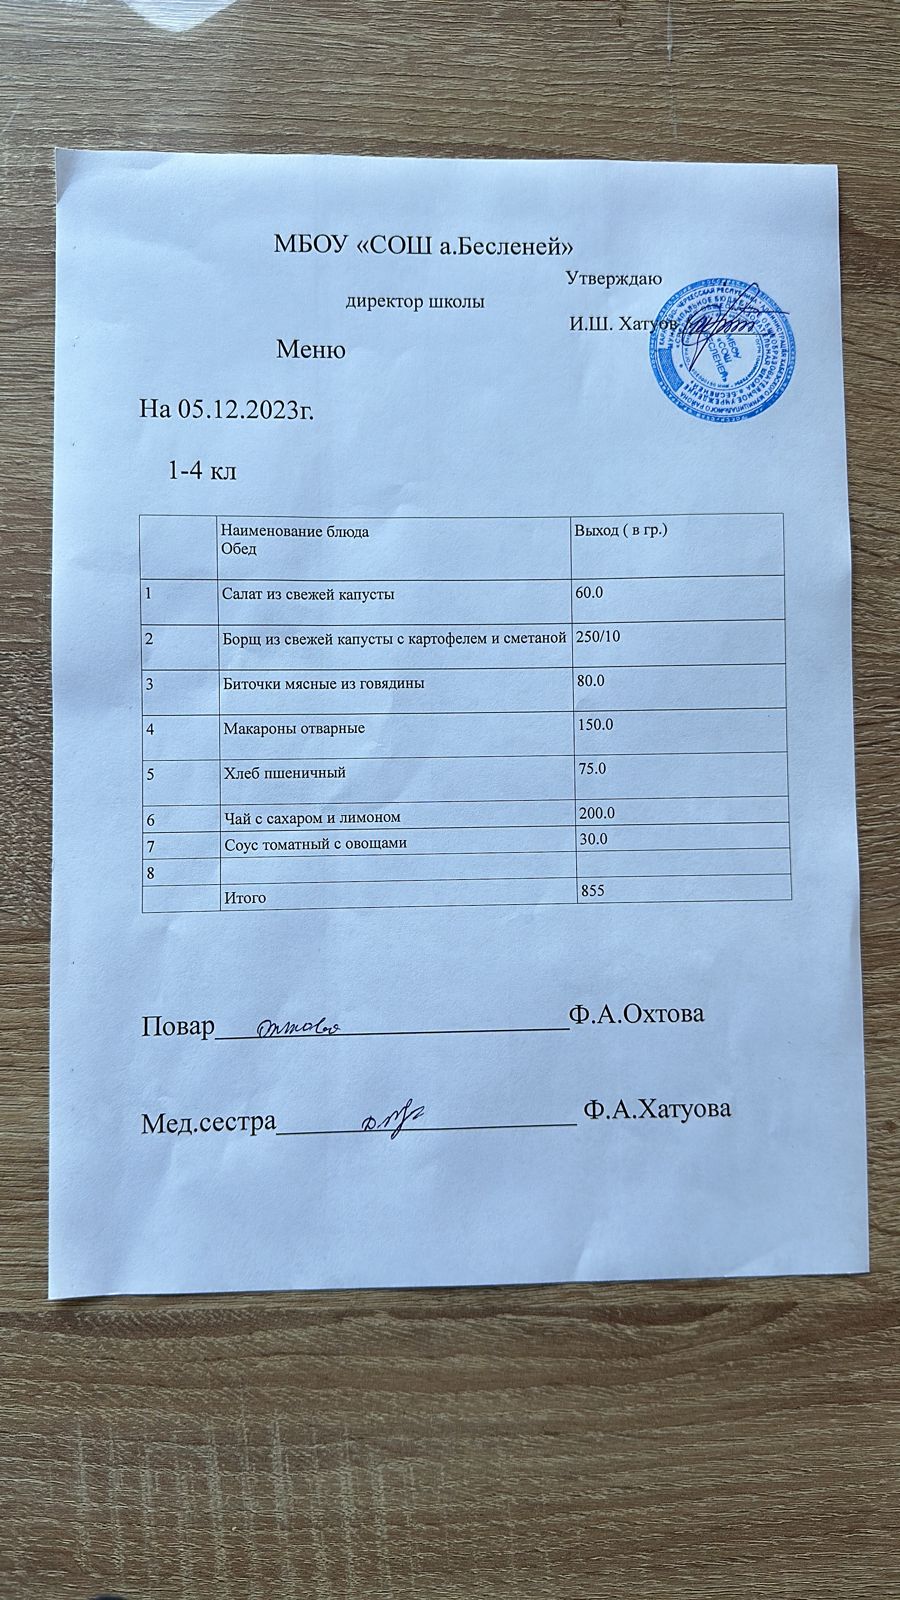 МБОУ «СОШ а.Бесленей»
Утверждаю
директор школы
И.Ш. Хатуов
Меню
На 05.12.2023г.
1-4 кл
Наименование блюда Выход ( в гр.)
Обед
1 Салат из свежей капусты 60.0
2 Борщ из свежей капусты с картофелем и сметаной 250/10
3 Биточки мясные из говядины 80.0
4 Макароны отварные 150.0
5 Хлеб пшеничный 75.0
6 Чай с сахаром и лимоном 200.0
7 Соус томатный с овощами 30.0
8
Итого 855
Повар Ф.А.Охтова
Мед.сестра Ф.А.Хатуова